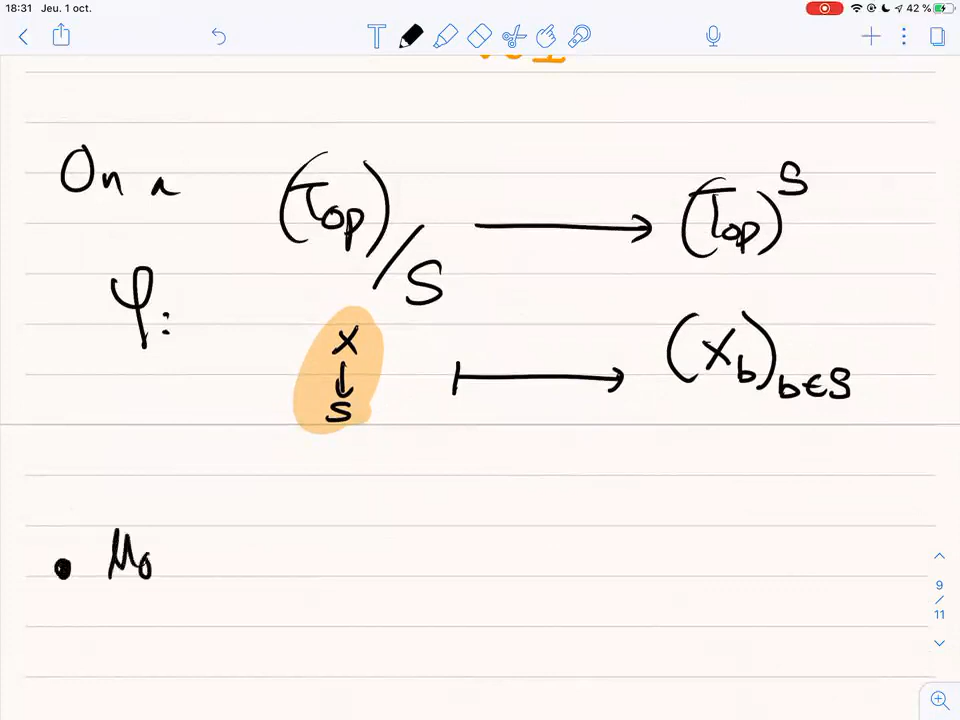 18:31 Jeu. 1 oct. 42 %
T
On a (Top)/S ⟶ (Top)^S
φ: X ↓ S ⟼ (X_b)_{b∈S}
• Mo
9
/
11